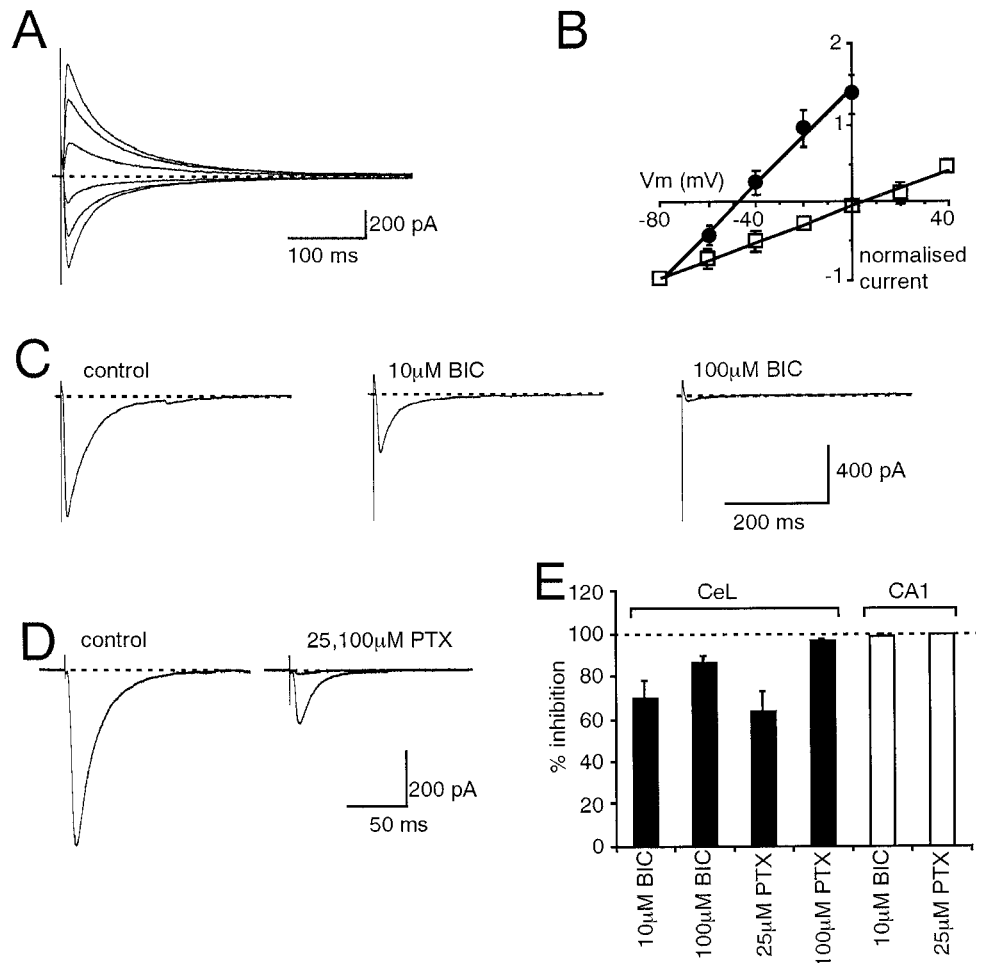 A
200 pA
100 ms
B
2
1
Vm (mV)
-80
-40
40
-1
normalised
current
C
control
10μM BIC
100μM BIC
400 pA
200 ms
D
control
25,100μM PTX
200 pA
50 ms
E
120
100
80
60
40
20
0
% inhibition
CeL
CA1
10μM BIC
100μM BIC
25μM PTX
100μM PTX
10μM BIC
25μM PTX